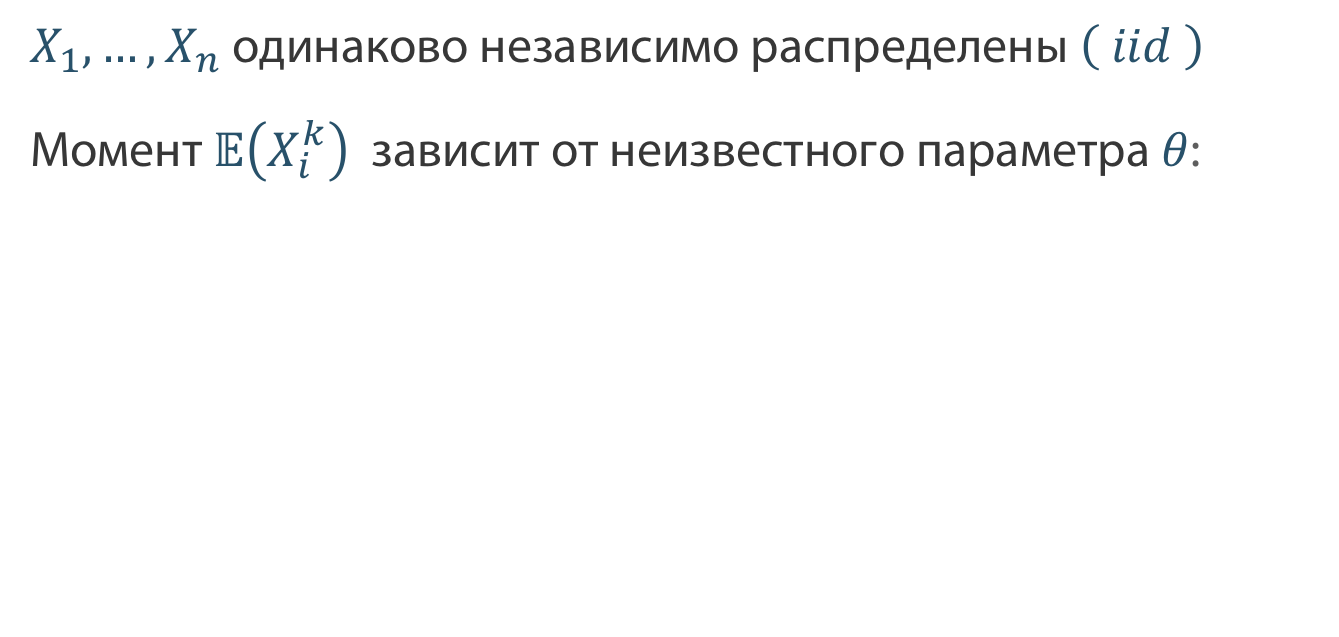 X₁, … , Xₙ одинаково независимо распределены ( iid )
Момент 𝔼(Xᵢᵏ) зависит от неизвестного параметра θ: